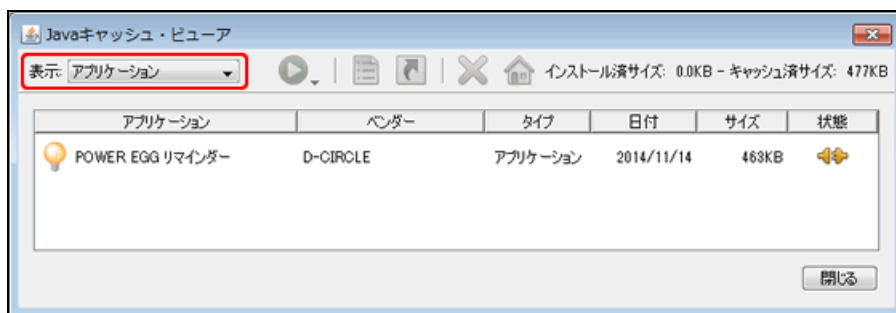 Javaキャッシュ・ビューア
表示: アプリケーション インストール済サイズ: 0.0KB - キャッシュ済サイズ: 477KB
アプリケーション ベンダー タイプ 日付 サイズ 状態
POWER EGG リマインダー D-CIRCLE アプリケーション 2014/11/14 463KB
閉じる